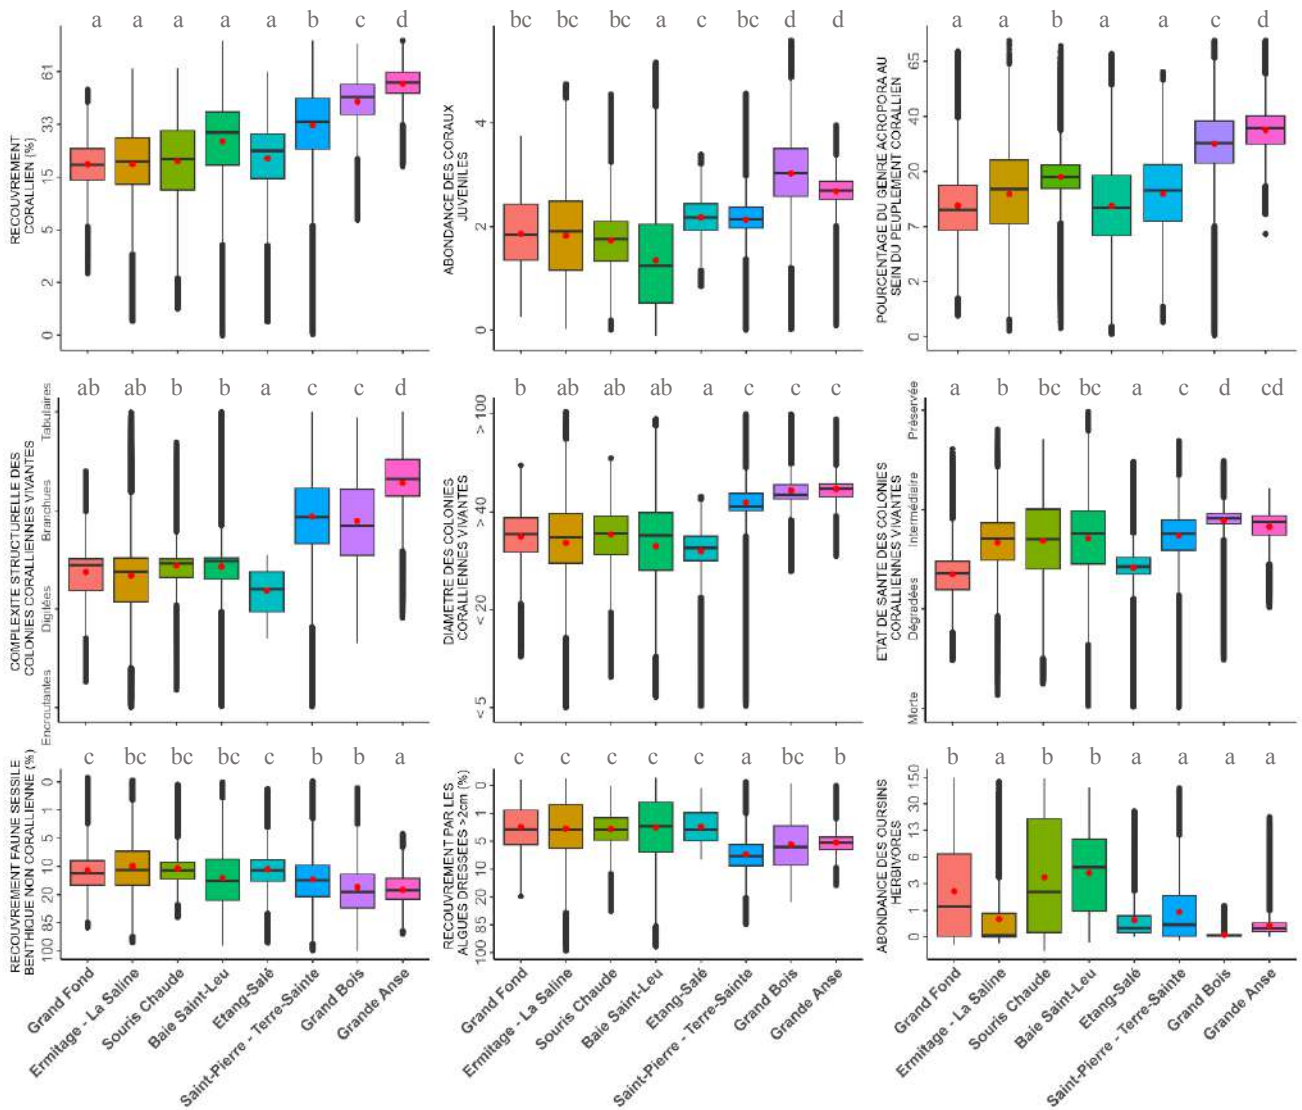 a a a a a b c d
RECOUVREMENT
CORALLIEN (%)
61
33
15
5
2
0
bc bc bc a c bc d d
ABONDANCE DES CORAUX
JUVENILES
4
2
0
a a b a a c d
POURCENTAGE DU GENRE ACROPORA AU
SEIN DU PEUPLEMENT CORALLIEN
65
40
20
7
2
0
ab ab b b a c c d
COMPLEXITE STRUCTURELLE DES
COLONIES CORALLIENNES VIVANTES
Tabulaires
Branchues
Digitées
Encroutantes
b ab ab ab a c c c
DIAMETRE DES COLONIES
CORALLIENNES VIVANTES
> 100
< 40
< 20
< 5
a b bc bc a c d cd
ETAT DE SANTE DES COLONIES
CORALLIENNES VIVANTES
Préservée
Intermédiaire
Dégradées
Morte
c bc bc bc c b b a
RECOUVREMENT FAUNE SESSILE
BENTHIQUE NON CORALLIENNE (%)
0
1
5
10
20
85
100
c c c c c a bc b
RECOUVREMENT PAR LES
ALGUES DRESSEES >2cm (%)
0
1
5
10
20
85
100
b a b b a a a a
ABONDANCE DES OURSINS
HERBIVORES
150
30
13
6
3
1
0
Grand Fond
Ermitage - La Saline
Souris Chaude
Baie Saint-Leu
Etang-Salé
Saint-Pierre - Terre-Sainte
Grand Bois
Grande Anse
Grand Fond
Ermitage - La Saline
Souris Chaude
Baie Saint-Leu
Etang-Salé
Saint-Pierre - Terre-Sainte
Grand Bois
Grande Anse
Grand Fond
Ermitage - La Saline
Souris Chaude
Baie Saint-Leu
Etang-Salé
Saint-Pierre - Terre-Sainte
Grand Bois
Grande Anse